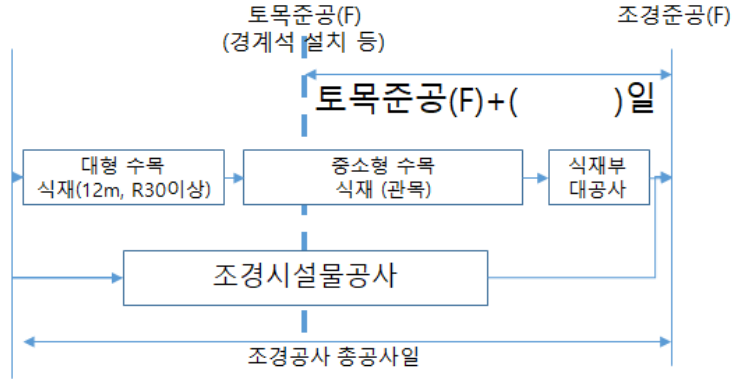 토목준공(F)
(경계석 설치 등)
조경준공(F)
토목준공(F)+( )일
대형 수목
식재(12m, R30이상)
중소형 수목
식재 (관목)
식재부
대공사
조경시설물공사
조경공사 총공사일